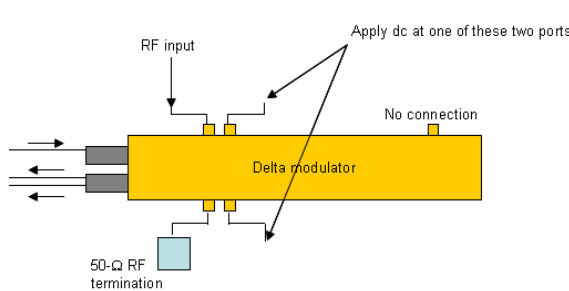 Apply dc at one of these two ports
RF input
No connection
Delta modulator
50-Ω RF
termination